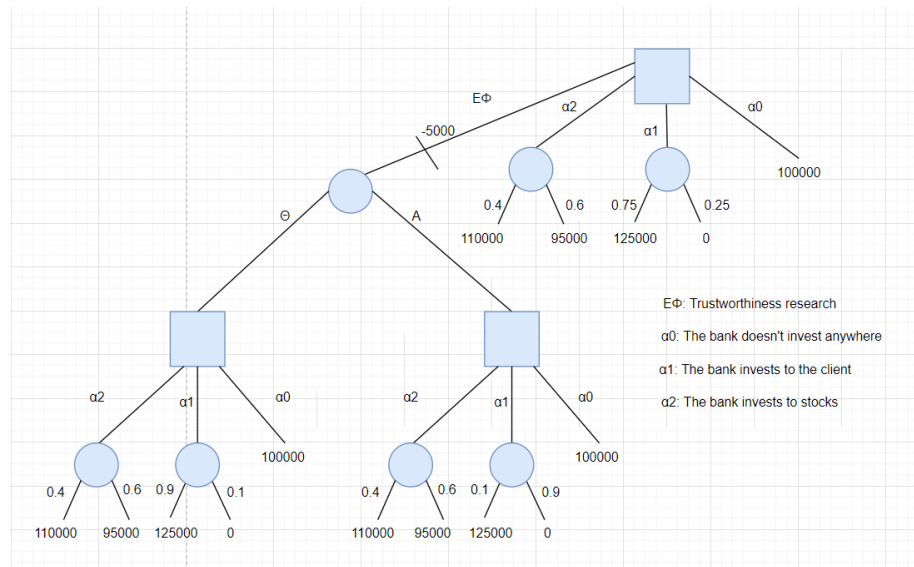 ΕΦ
-5000
α2
α1
α0
100000
0.4
0.6
0.75
0.25
110000
95000
125000
0
Θ
Α
ΕΦ: Trustworthiness research
α0: The bank doesn't invest anywhere
α1: The bank invests to the client
α2: The bank invests to stocks
α2
α1
α0
100000
0.4
0.6
0.9
0.1
110000
95000
125000
0
α2
α1
α0
100000
0.4
0.6
0.1
0.9
110000
95000
125000
0